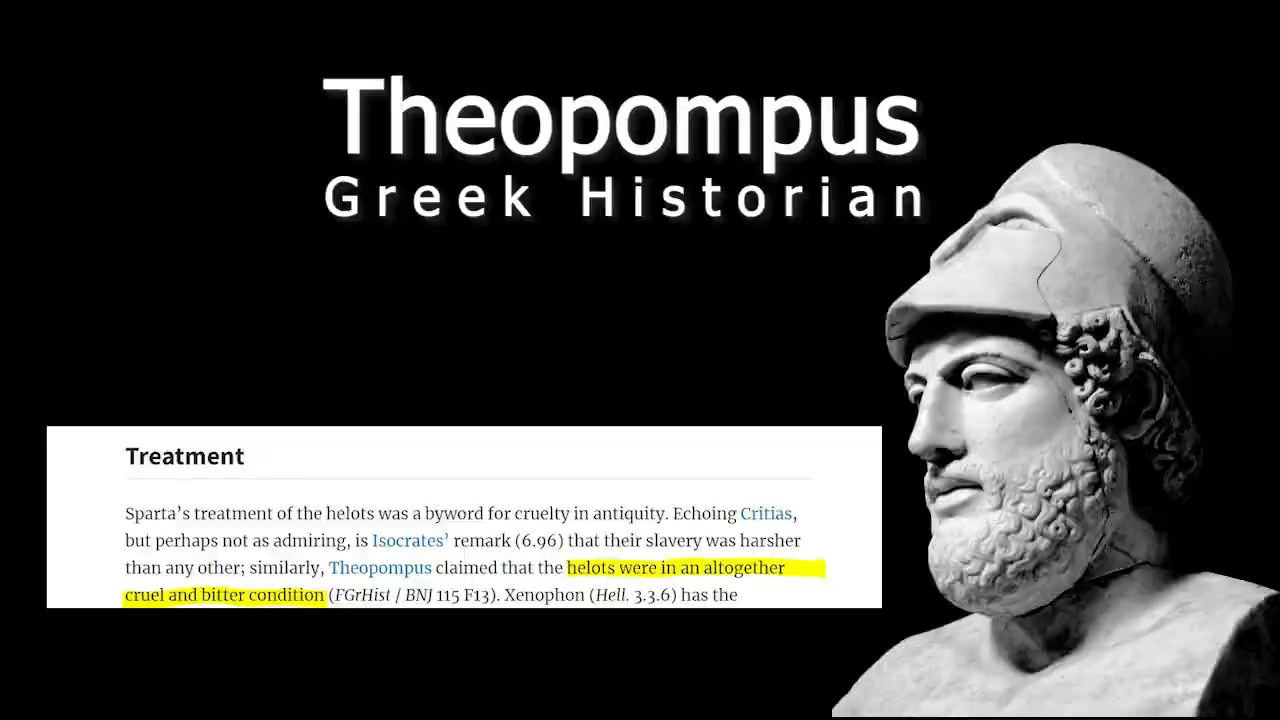 Theopompus
Greek Historian
Treatment
Sparta’s treatment of the helots was a byword for cruelty in antiquity. Echoing Critias,
but perhaps not as admiring, is Isocrates’ remark (6.96) that their slavery was harsher
than any other; similarly, Theopompus claimed that the helots were in an altogether
cruel and bitter condition (FGrHist / BNJ 115 F13). Xenophon (Hell. 3.3.6) has the